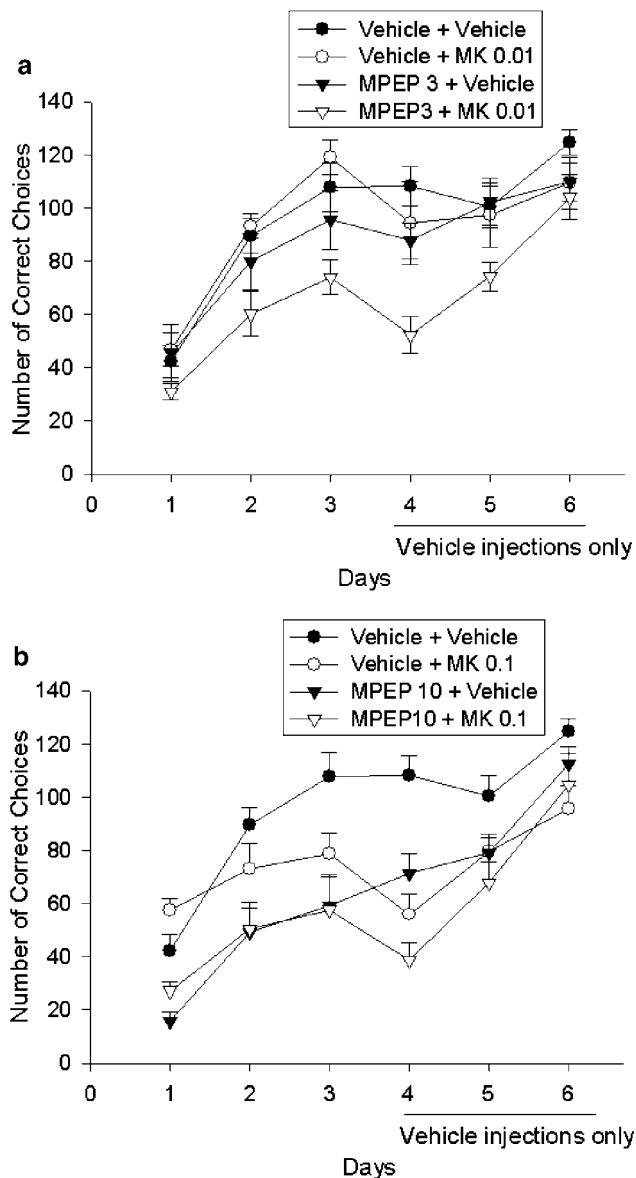 Vehicle + Vehicle
Vehicle + MK 0.01
MPEP 3 + Vehicle
MPEP3 + MK 0.01
a
140
120
100
80
60
40
20
0
Number of Correct Choices
0 1 2 3 4 5 6
Vehicle injections only
Days
Vehicle + Vehicle
Vehicle + MK 0.1
MPEP 10 + Vehicle
MPEP10 + MK 0.1
b
140
120
100
80
60
40
20
0
Number of Correct Choices
0 1 2 3 4 5 6
Vehicle injections only
Days